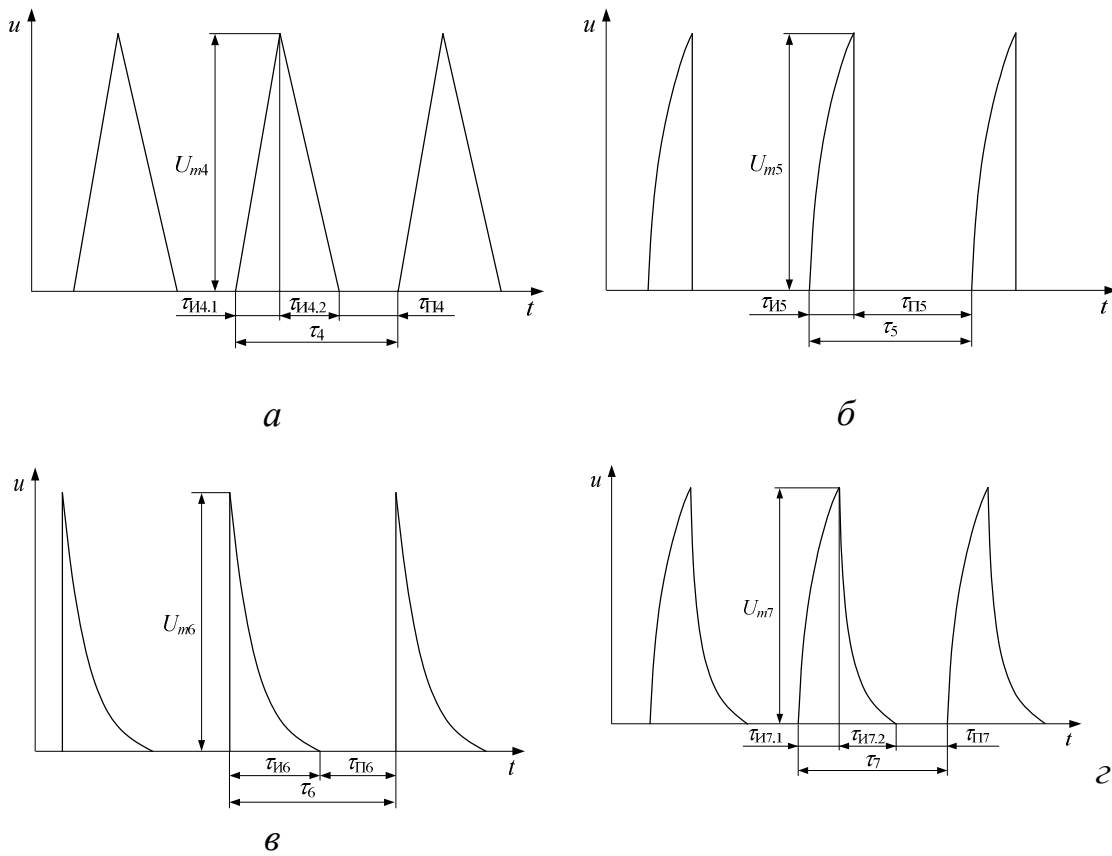 u
U_m4
τ_И4.1 τ_И4.2 τ_П4 t
τ_4
а
u
U_m5
τ_И5 τ_П5 t
τ_5
б
u
U_m6
τ_И6 τ_П6 t
τ_6
в
u
U_m7
τ_И7.1 τ_И7.2 τ_П7 t
τ_7
г